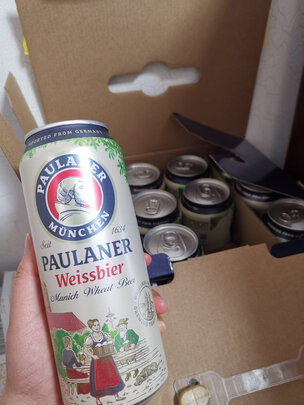 IMPORTED FROM GERMANY
PAULANER
MÜNCHEN
Seit 1634
PAULANER
Weissbier
Munich Wheat Beer